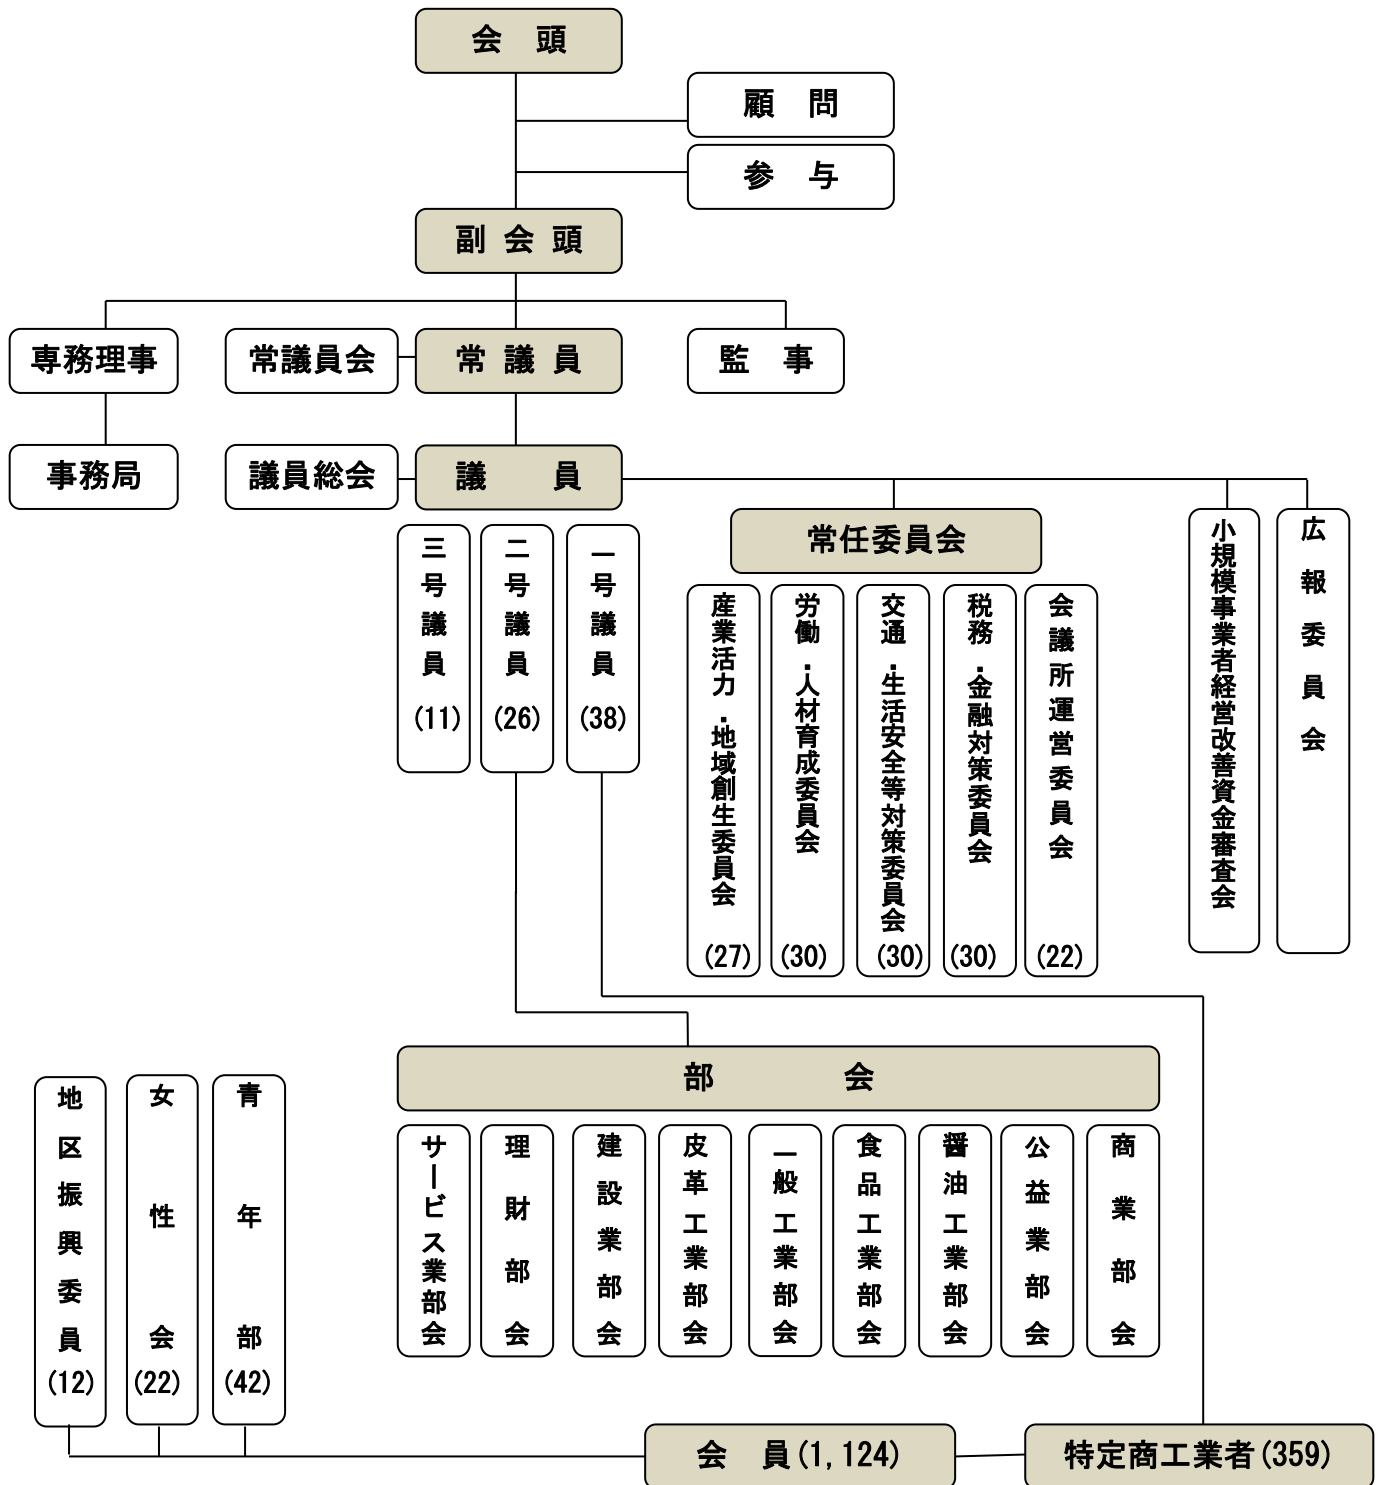 会　頭
顧　問
参　与
副 会 頭
専務理事
常議員会
常 議 員
監　事
事務局
議員総会
議　　員
三号議員(11)
二号議員(26)
一号議員(38)
常任委員会
産業活力・地域創生委員会(27)
労働・人材育成委員会(30)
交通・生活安全等対策委員会(30)
税務・金融対策委員会(30)
会議所運営委員会(22)
小規模事業者経営改善資金審査会
広報委員会
部　　　　会
サービス業部会
理財部会
建設業部会
皮革工業部会
一般工業部会
食品工業部会
醤油工業部会
公益業部会
商業部会
地区振興委員(12)
女性会(22)
青年部(42)
会　員(1,124)
特定商工業者(359)